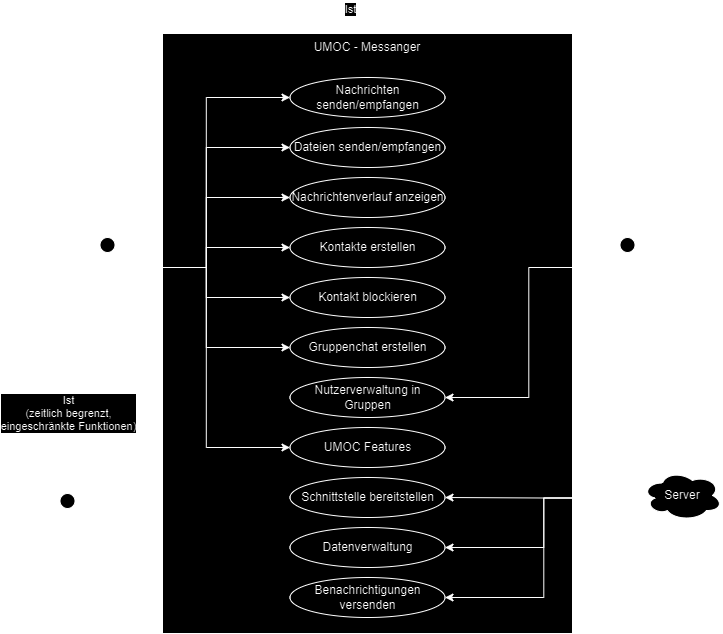 Ist
UMOC - Messanger
Nachrichten
senden/empfangen
Dateien senden/empfangen
Nachrichtenverlauf anzeigen
Kontakte erstellen
Kontakt blockieren
Gruppenchat erstellen
Nutzerverwaltung in
Gruppen
Ist
(zeitlich begrenzt,
eingeschränkte Funktionen)
UMOC Features
Schnittstelle bereitstellen
Server
Datenverwaltung
Benachrichtigungen
versenden